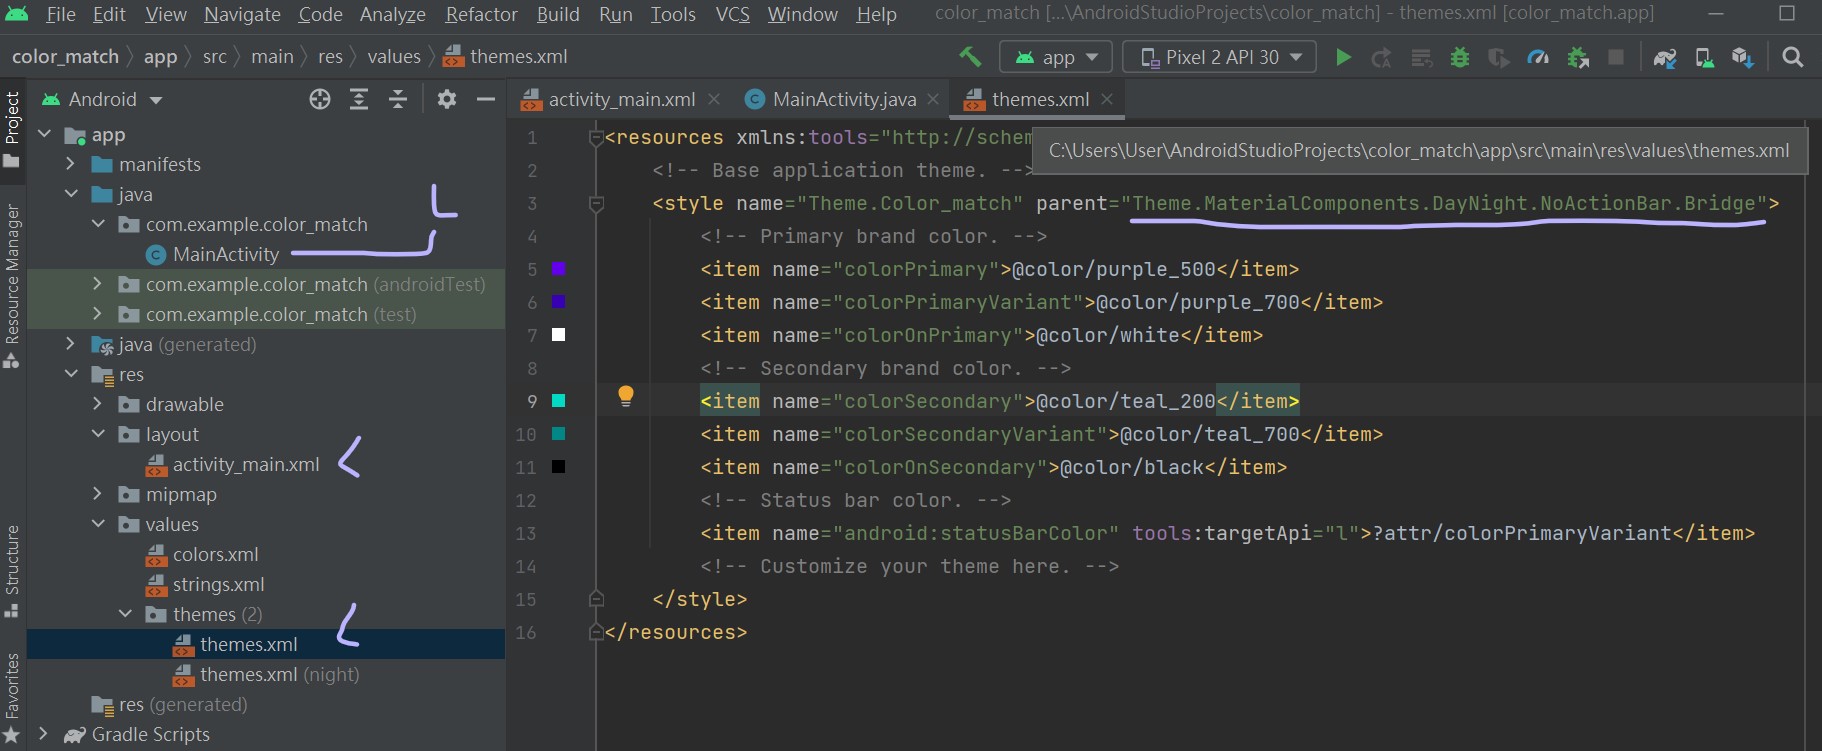 File Edit View Navigate Code Analyze Refactor Build Run Tools VCS Window Help color_match [...\AndroidStudioProjects\color_match] - themes.xml [color_match.app]
color_match app src main res values themes.xml app Pixel 2 API 30
Project
Resource Manager
Structure
Favorites
Android
app
manifests
java
com.example.color_match
MainActivity
com.example.color_match (androidTest)
com.example.color_match (test)
java (generated)
res
drawable
layout
activity_main.xml
mipmap
values
colors.xml
strings.xml
themes (2)
themes.xml
themes.xml (night)
res (generated)
Gradle Scripts
activity_main.xml MainActivity.java themes.xml
C:\Users\User\AndroidStudioProjects\color_match\app\src\main\res\values\themes.xml
1 <resources xmlns:tools="http://schem
2 <!-- Base application theme. -->
3 <style name="Theme.Color_match" parent="Theme.MaterialComponents.DayNight.NoActionBar.Bridge">
4 <!-- Primary brand color. -->
5 <item name="colorPrimary">@color/purple_500</item>
6 <item name="colorPrimaryVariant">@color/purple_700</item>
7 <item name="colorOnPrimary">@color/white</item>
8 <!-- Secondary brand color. -->
9 <item name="colorSecondary">@color/teal_200</item>
10 <item name="colorSecondaryVariant">@color/teal_700</item>
11 <item name="colorOnSecondary">@color/black</item>
12 <!-- Status bar color. -->
13 <item name="android:statusBarColor" tools:targetApi="l">?attr/colorPrimaryVariant</item>
14 <!-- Customize your theme here. -->
15 </style>
16 </resources>